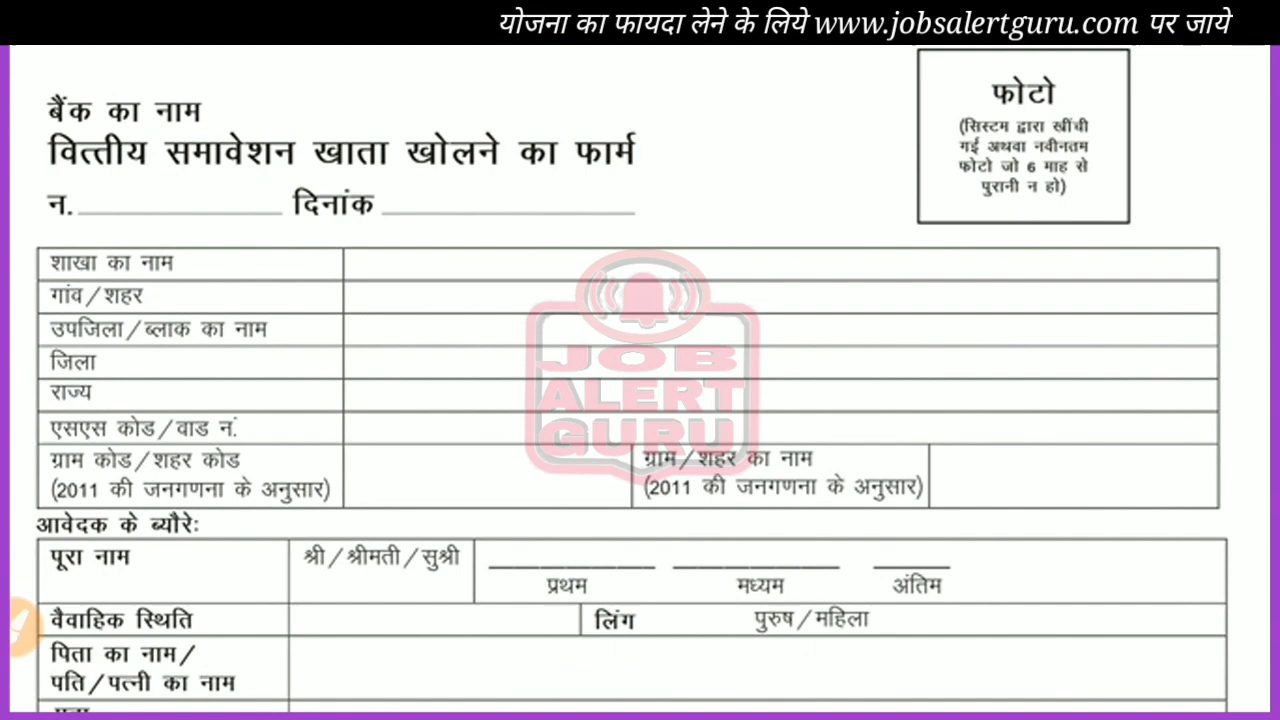 योजना का फायदा लेने के लिये www.jobsalertguru.com पर जाये
बैंक का नाम
वित्तीय समावेशन खाता खोलने का फार्म
न. ____________ दिनांक ____________
फोटो
(सिस्टम द्वारा खींची
गई अथवा नवीनतम
फोटो जो 6 माह से
पुरानी न हो)
शाखा का नाम
गांव/शहर
उपजिला/ब्लाक का नाम
जिला
राज्य
एसएस कोड/वाड न.
ग्राम कोड/शहर कोड
(2011 की जनगणना के अनुसार)
ग्राम/शहर का नाम
(2011 की जनगणना के अनुसार)
JOB
ALERT
GURU
आवेदक के ब्यौरे:
पूरा नाम श्री/श्रीमती/सुश्री
प्रथम मध्यम अंतिम
वैवाहिक स्थिति लिंग पुरुष/महिला
पिता का नाम/
पति/पत्नी का नाम